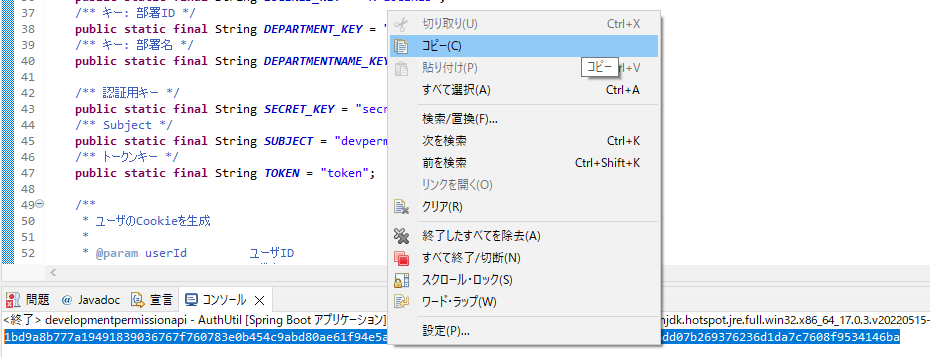 36
37 /** キー: 部署ID */
38 public static final String DEPARTMENT_KEY = "
39 /** キー: 部署名 */
40 public static final String DEPARTMENTNAME_KEY
41
42 /** 認証用キー */
43 public static final String SECRET_KEY = "secr
44 /** Subject */
45 public static final String SUBJECT = "devperm
46 /** トークンキー */
47 public static final String TOKEN = "token";
48
49 /**
50 * ユーザのCookieを生成
51 *
52 * @param userId ユーザID
切り取り(U) Ctrl+X
コピー(C)
貼り付け(P) Ctrl+V
コピー
すべて選択(A) Ctrl+A
検索/置換(F)...
次を検索 Ctrl+K
前を検索 Ctrl+Shift+K
リンクを開く(O)
クリア(R)
終了したすべてを除去(A)
すべて終了/切断(N)
スクロール・ロック(S)
ワード・ラップ(W)
設定(P)...
問題 @ Javadoc 宣言 コンソール
<終了> developmentpermissionapi - AuthUtil [Spring Boot アプリケーション] njdk.hotspot.jre.full.win32.x86_64_17.0.3.v20220515-
1bd9a8b777a19491839036767f760783e0b454c9abd80ae61f94e5a dd07b269376236d1da7c7608f9534146ba